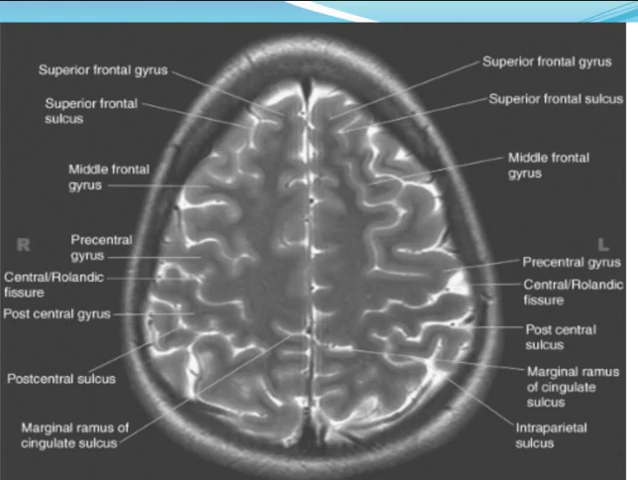 Superior frontal gyrus
Superior frontal
sulcus
Middle frontal
gyrus
R
Precentral
gyrus
Central/Rolandic
fissure
Post central gyrus
Postcentral sulcus
Marginal ramus of
cingulate sulcus
Superior frontal gyrus
Superior frontal sulcus
Middle frontal
gyrus
L
Precentral gyrus
Central/Rolandic
fissure
Post central
sulcus
Marginal ramus
of cingulate
sulcus
Intraparietal
sulcus